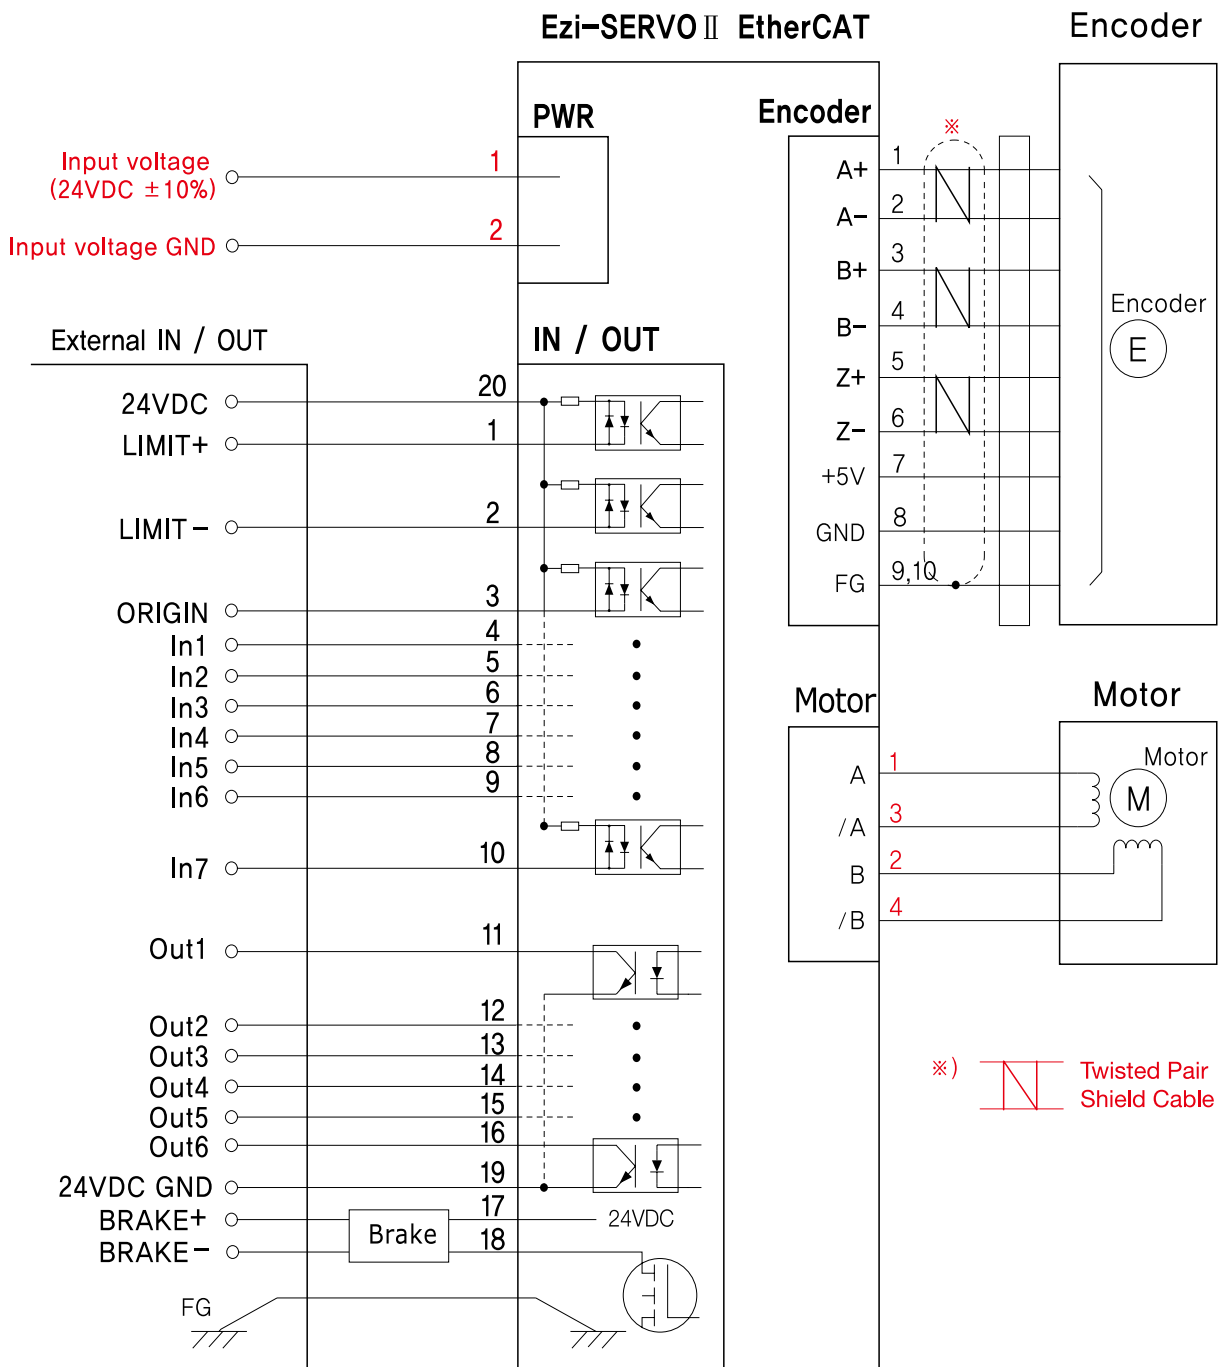 Ezi-SERVOⅡ EtherCAT
Encoder
PWR
Input voltage
(24VDC ±10%)
1
Input voltage GND
2
Encoder
※
A+ 1
A- 2
B+ 3
B- 4
Z+ 5
Z- 6
+5V 7
GND 8
FG 9,10
Encoder
E
External IN / OUT
IN / OUT
24VDC 20
LIMIT+ 1
LIMIT- 2
ORIGIN 3
In1 4
In2 5
In3 6
In4 7
In5 8
In6 9
In7 10
Out1 11
Out2 12
Out3 13
Out4 14
Out5 15
Out6 16
24VDC GND 19
BRAKE+ 17
24VDC
Brake
BRAKE- 18
FG
Motor
Motor
A 1
/A 3
B 2
/B 4
Motor
M
※) Twisted Pair
Shield Cable